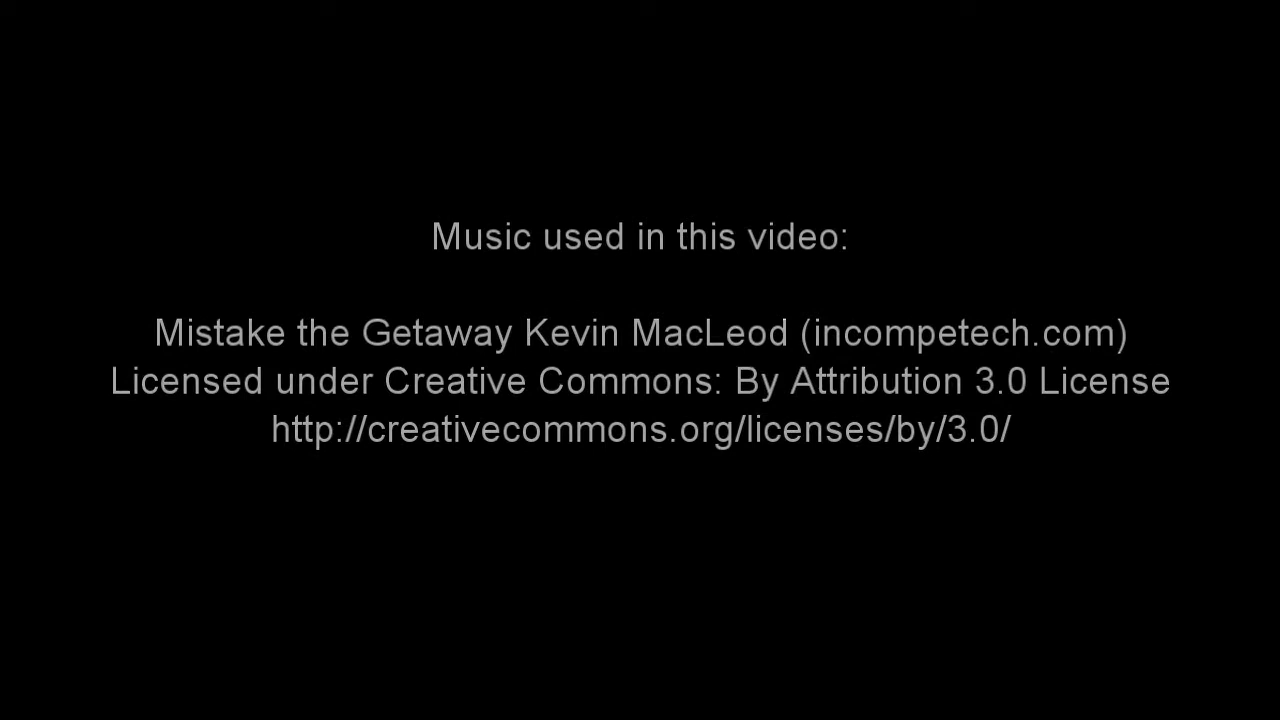 Music used in this video:
Mistake the Getaway Kevin MacLeod (incompetech.com)
Licensed under Creative Commons: By Attribution 3.0 License
http://creativecommons.org/licenses/by/3.0/